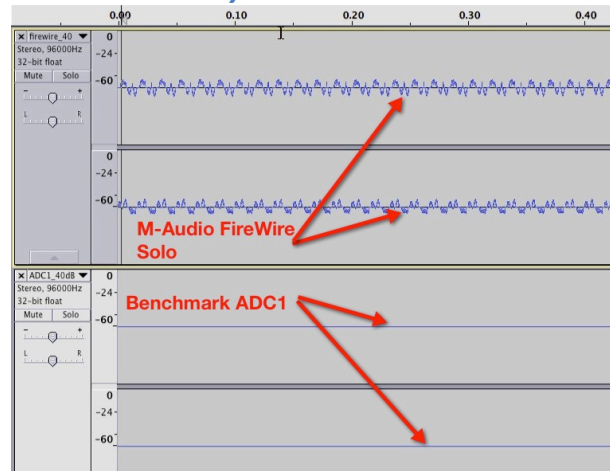 0.00 0.10 0.20 0.30 0.40
× firewire_40 ▼
Stereo, 96000Hz
32-bit float
Mute Solo
- +
L R
0
-24-
-60-
0
-24-
-60-
M-Audio FireWire
Solo
× ADC1_40dB ▼
Stereo, 96000Hz
32-bit float
Mute Solo
- +
L R
0
-24-
-60-
0
-24-
-60-
Benchmark ADC1